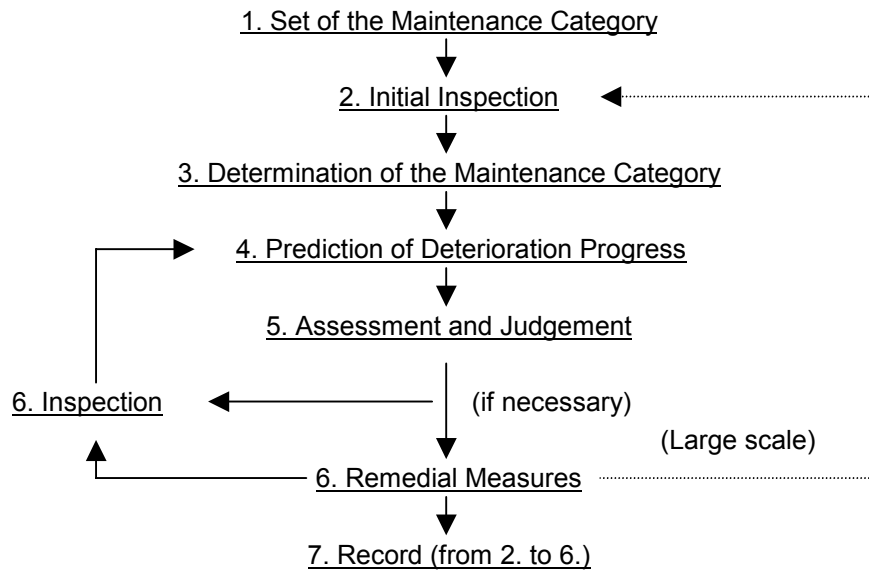 1. Set of the Maintenance Category
2. Initial Inspection
3. Determination of the Maintenance Category
4. Prediction of Deterioration Progress
5. Assessment and Judgement
6. Inspection
(if necessary)
(Large scale)
6. Remedial Measures
7. Record (from 2. to 6.)